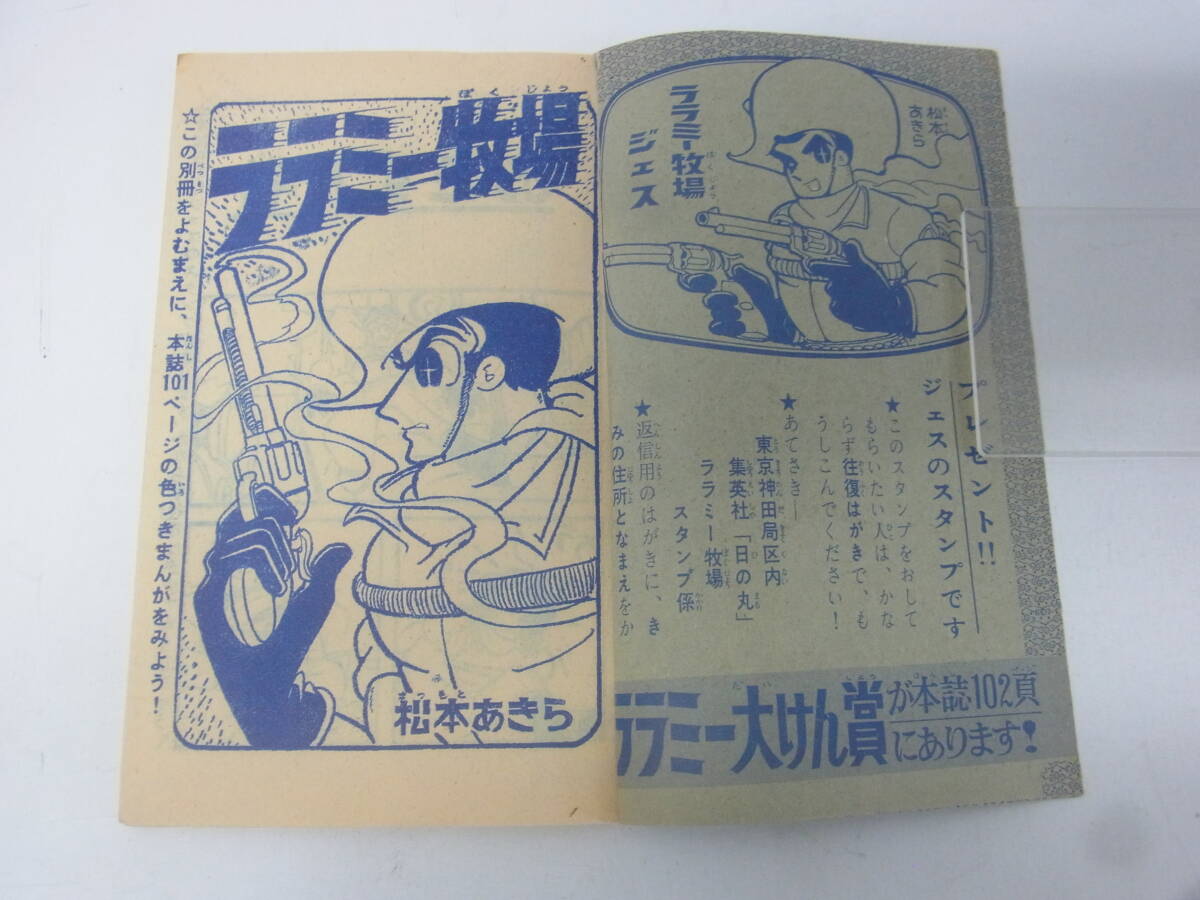 ララミー牧場
ジェス
松本
あきら
プレゼント!!
ジェスのスタンプです
★このスタンプをおして
もらいたい人は、かな
らず往復はがきで、も
うしこんでください!
★あてさき―
東京神田局区内
集英社「日の丸」
ララミー牧場
スタンプ係
★返信用のはがきに、き
みの住所となまえをか
ララミー大けん賞が本誌102頁
にあります!
ぼくじょう
ララミー牧場
まつもと
松本あきら
☆この別冊をよむまえに、本誌101ページの色つきまんがをみよう!